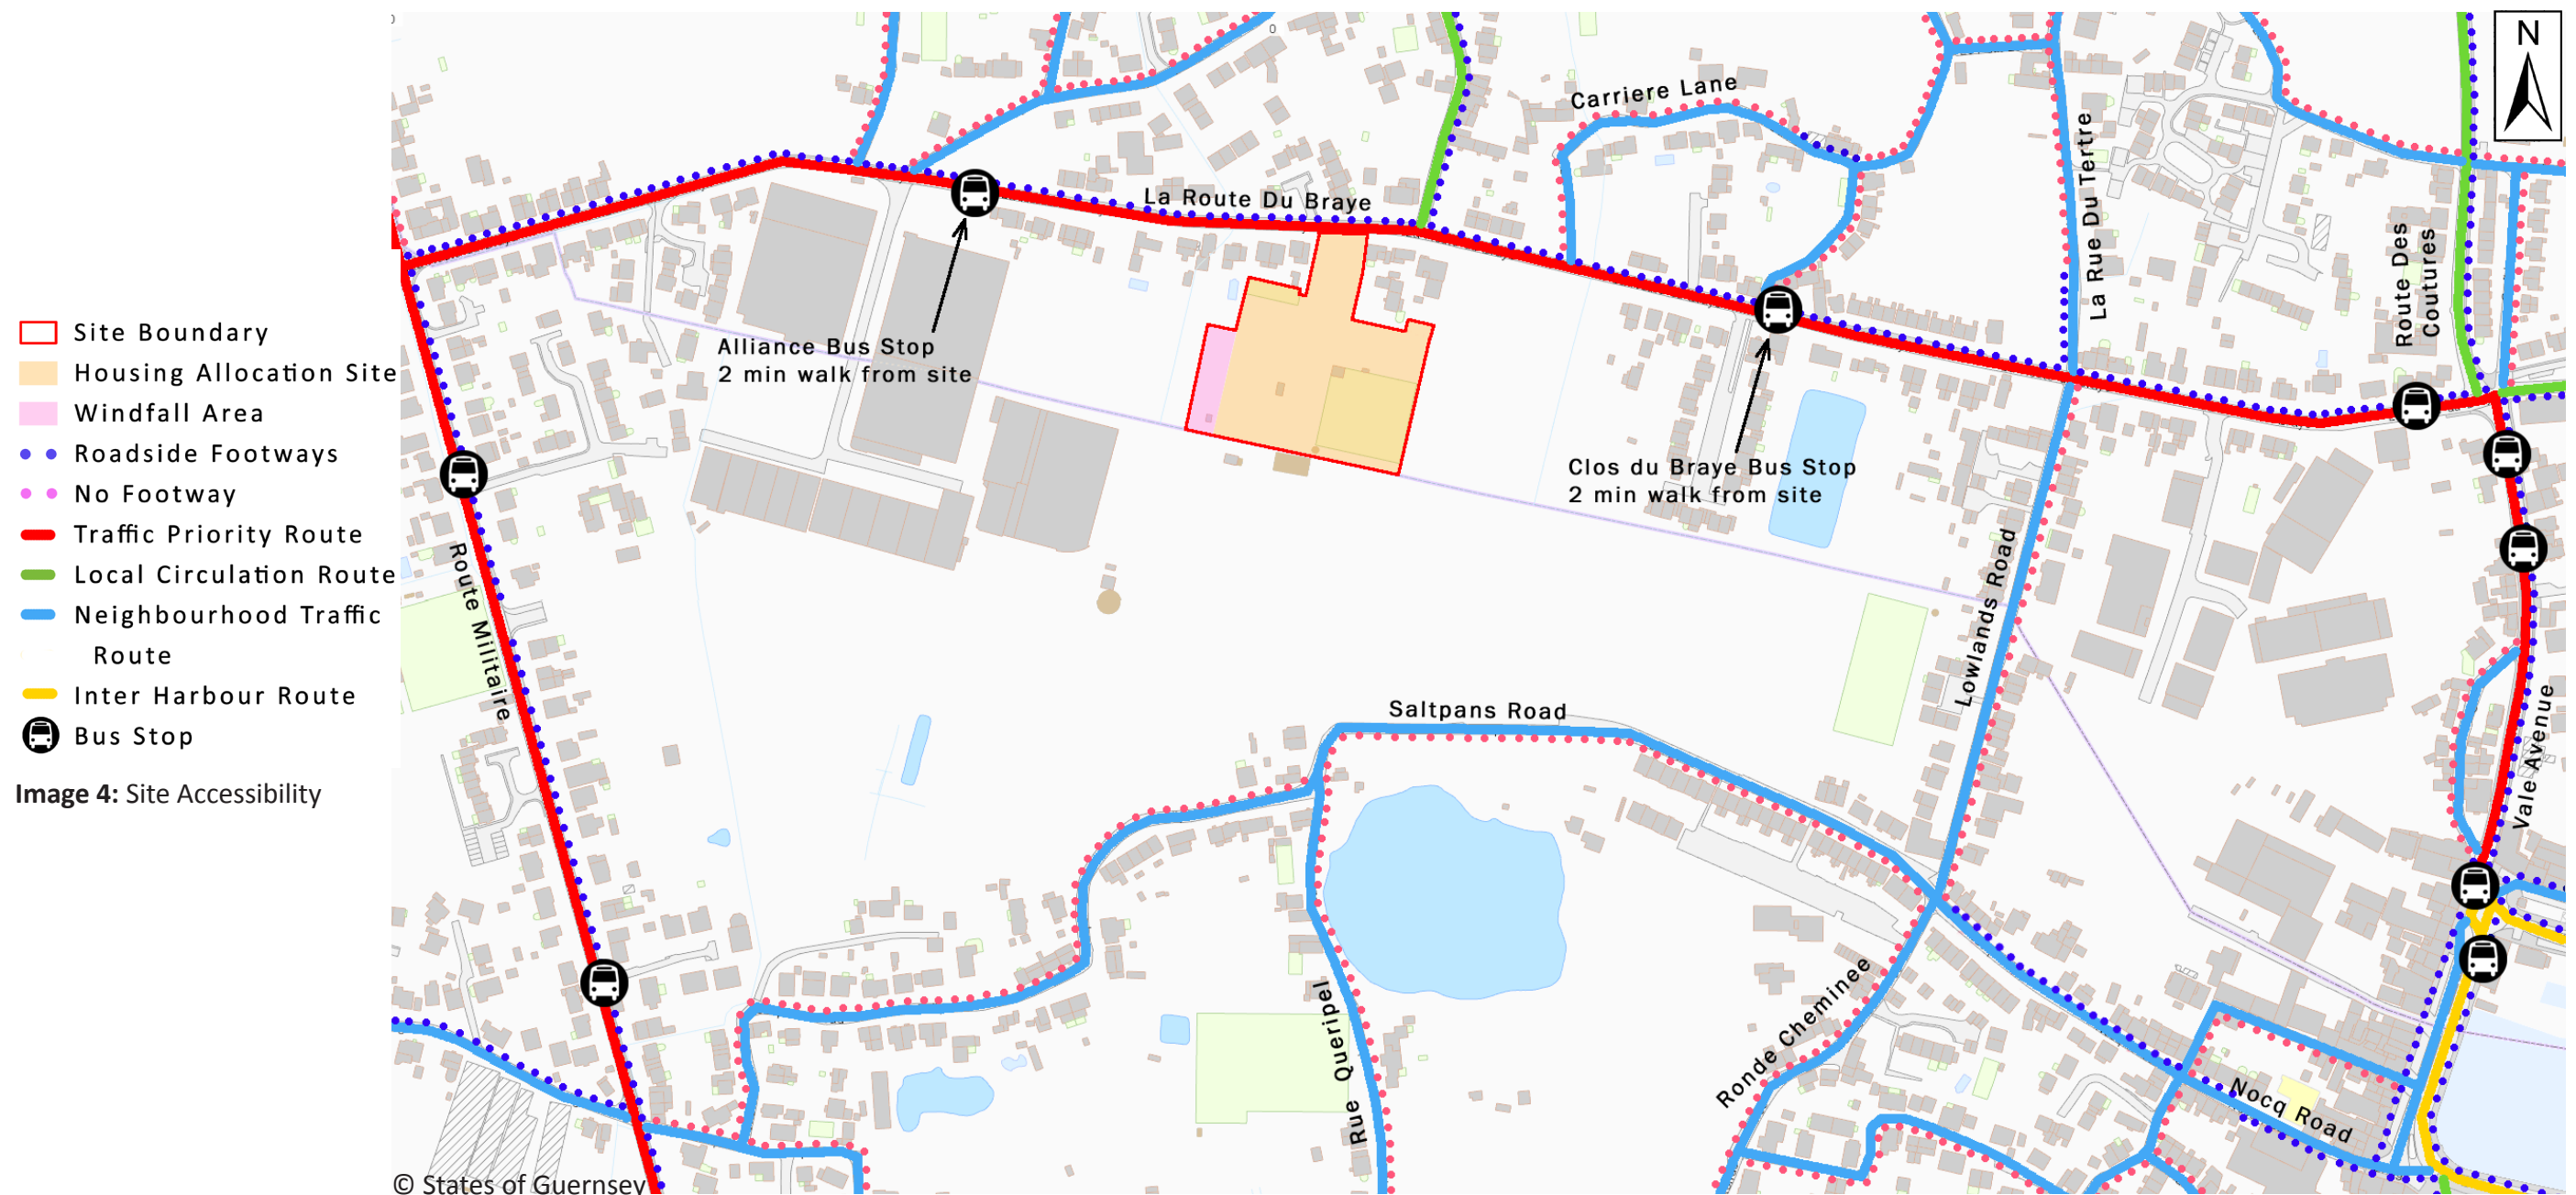 N
Carriere Lane
La Rue Du Tertre
La Route Du Braye
Route Des
Coutures
Alliance Bus Stop
2 min walk from site
Clos du Braye Bus Stop
2 min walk from site
Site Boundary
Housing Allocation Site
Windfall Area
Roadside Footways
No Footway
Traffic Priority Route
Local Circulation Route
Neighbourhood Traffic
Route
Inter Harbour Route
Bus Stop
Image 4: Site Accessibility
Route Militaire
Lowlands Road
Saltpans Road
Vale Avenue
Rue Queripel
Ronde Cheminee
Nocq Road
© States of Guernsey